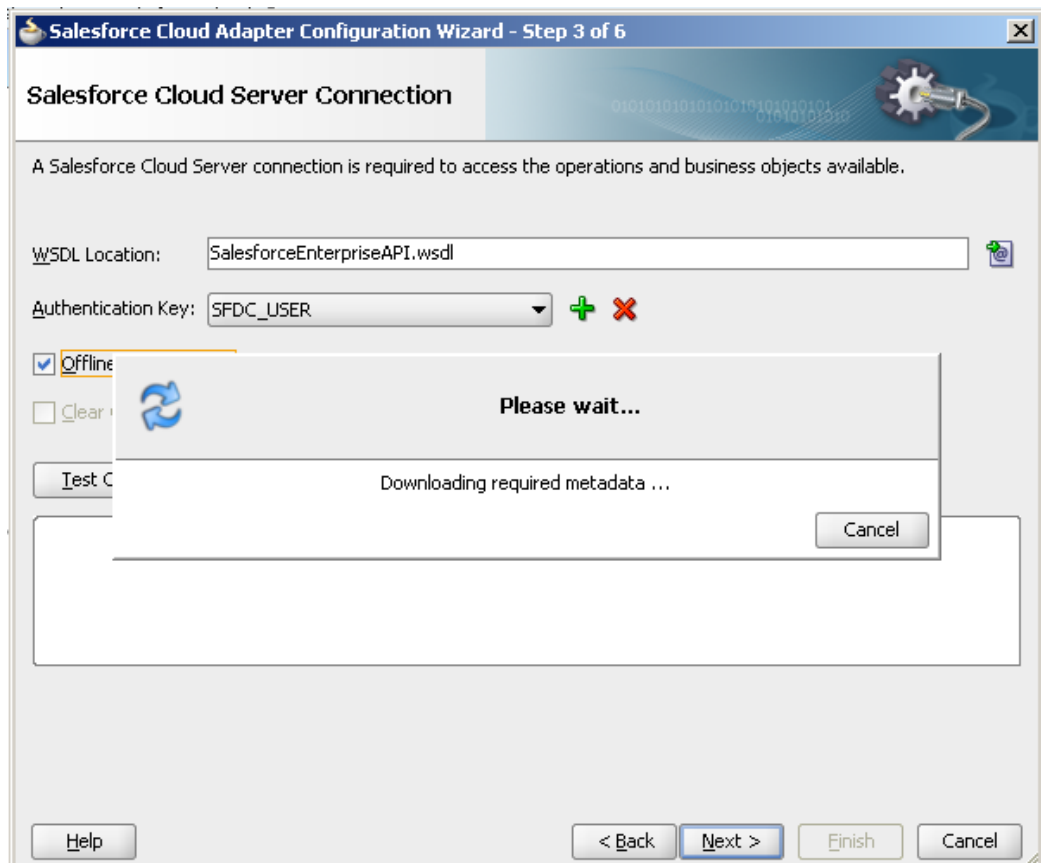 Salesforce Cloud Adapter Configuration Wizard - Step 3 of 6
Salesforce Cloud Server Connection
A Salesforce Cloud Server connection is required to access the operations and business objects available.
WSDL Location: SalesforceEnterpriseAPI.wsdl
Authentication Key: SFDC_USER
Offline
Clear
Please wait...
Test
Downloading required metadata ...
Cancel
Help < Back Next > Finish Cancel